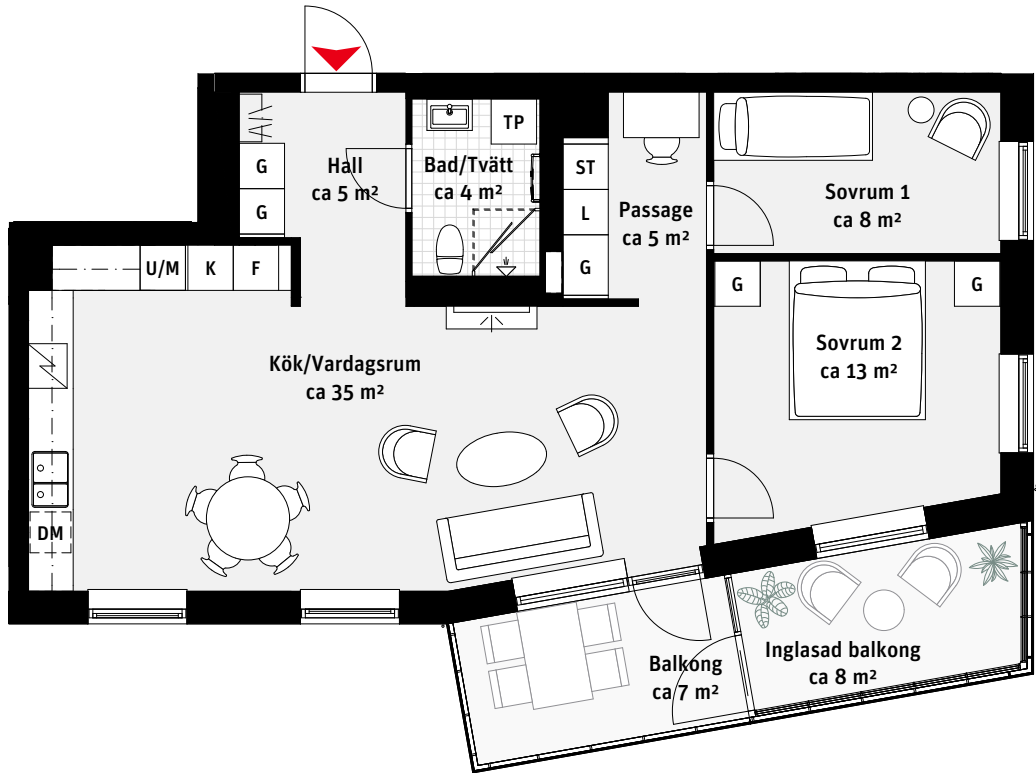 TP
G
Hall
ca 5 m²
Bad/Tvätt
ca 4 m²
ST
Sovrum 1
ca 8 m²
G
L
Passage
ca 5 m²
U/M
K
F
G
G
G
Sovrum 2
ca 13 m²
Kök/Vardagsrum
ca 35 m²
DM
Balkong
ca 7 m²
Inglasad balkong
ca 8 m²